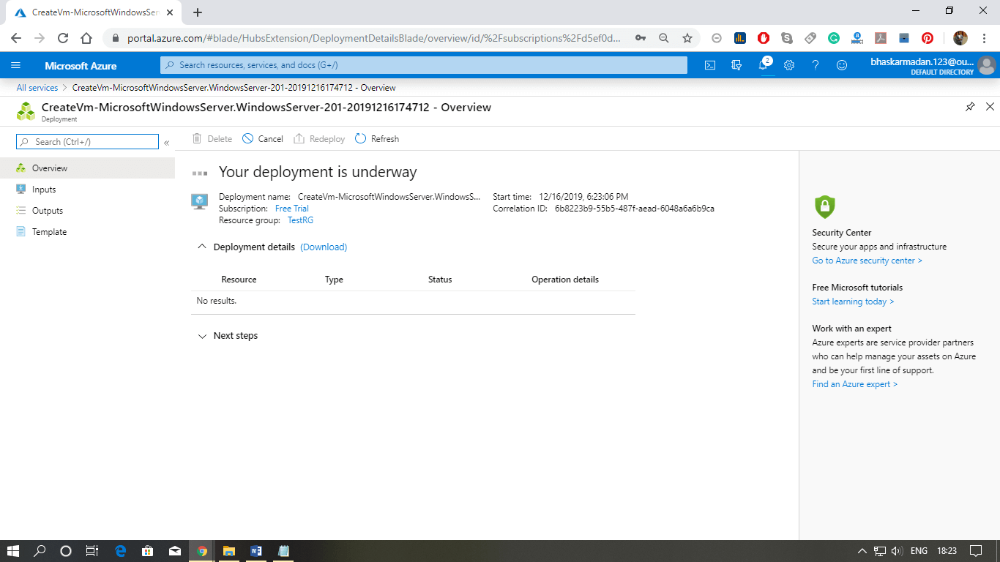 CreateVm-MicrosoftWindowsSer
portal.azure.com/#blade/HubsExtension/DeploymentDetailsBlade/overview/id/%2Fsubscriptions%2Fd5ef0d...
Microsoft Azure
Search resources, services, and docs (G+/)
2
bhaskarmadan.123@ou...
DEFAULT DIRECTORY
All services > CreateVm-MicrosoftWindowsServer.WindowsServer-201-20191216174712 - Overview
CreateVm-MicrosoftWindowsServer.WindowsServer-201-20191216174712 - Overview
Deployment
Search (Ctrl+/)
«
Delete Cancel Redeploy Refresh
Overview
Inputs
Outputs
Template
Your deployment is underway
Deployment name: CreateVm-MicrosoftWindowsServer.WindowsS...
Subscription: Free Trial
Resource group: TestRG
Start time: 12/16/2019, 6:23:06 PM
Correlation ID: 6b8223b9-55b5-487f-aead-6048a6a6b9ca
Deployment details (Download)
Resource Type Status Operation details
No results.
Next steps
Security Center
Secure your apps and infrastructure
Go to Azure security center >
Free Microsoft tutorials
Start learning today >
Work with an expert
Azure experts are service provider partners
who can help manage your assets on Azure
and be your first line of support.
Find an Azure expert >
ENG 18:23